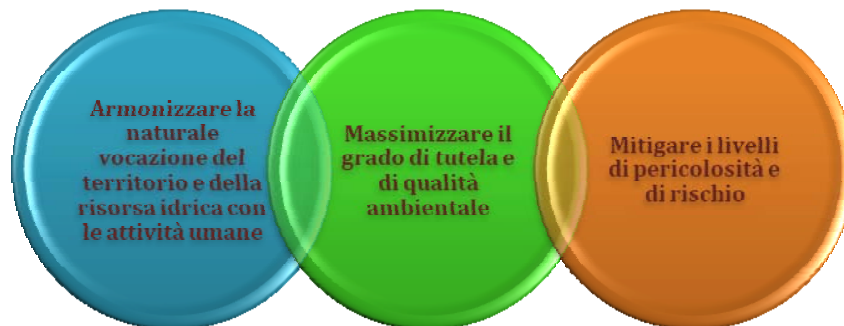 Armonizzare la
naturale
vocazione del
territorio e della
risorsa idrica con
le attività umane
Massimizzare il
grado di tutela e
di qualità
ambientale
Mitigare i livelli
di pericolosità e
di rischio